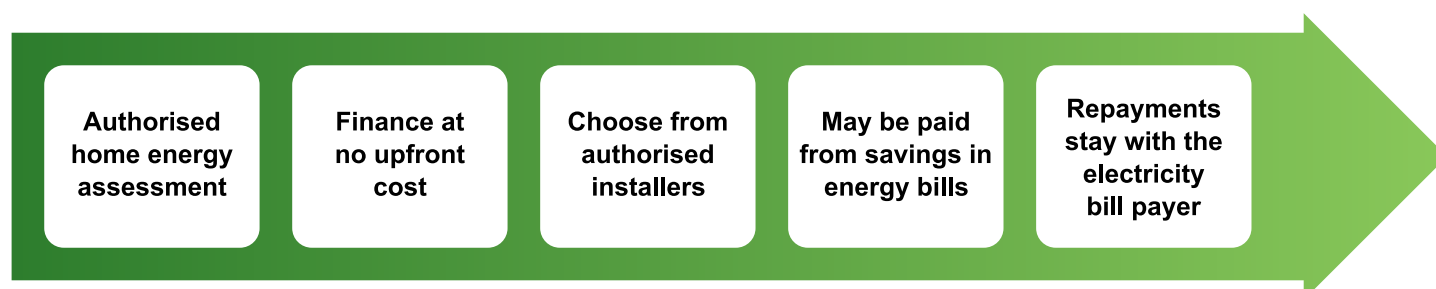 Authorised
home energy
assessment
Finance at
no upfront
cost
Choose from
authorised
installers
May be paid
from savings in
energy bills
Repayments
stay with the
electricity
bill payer